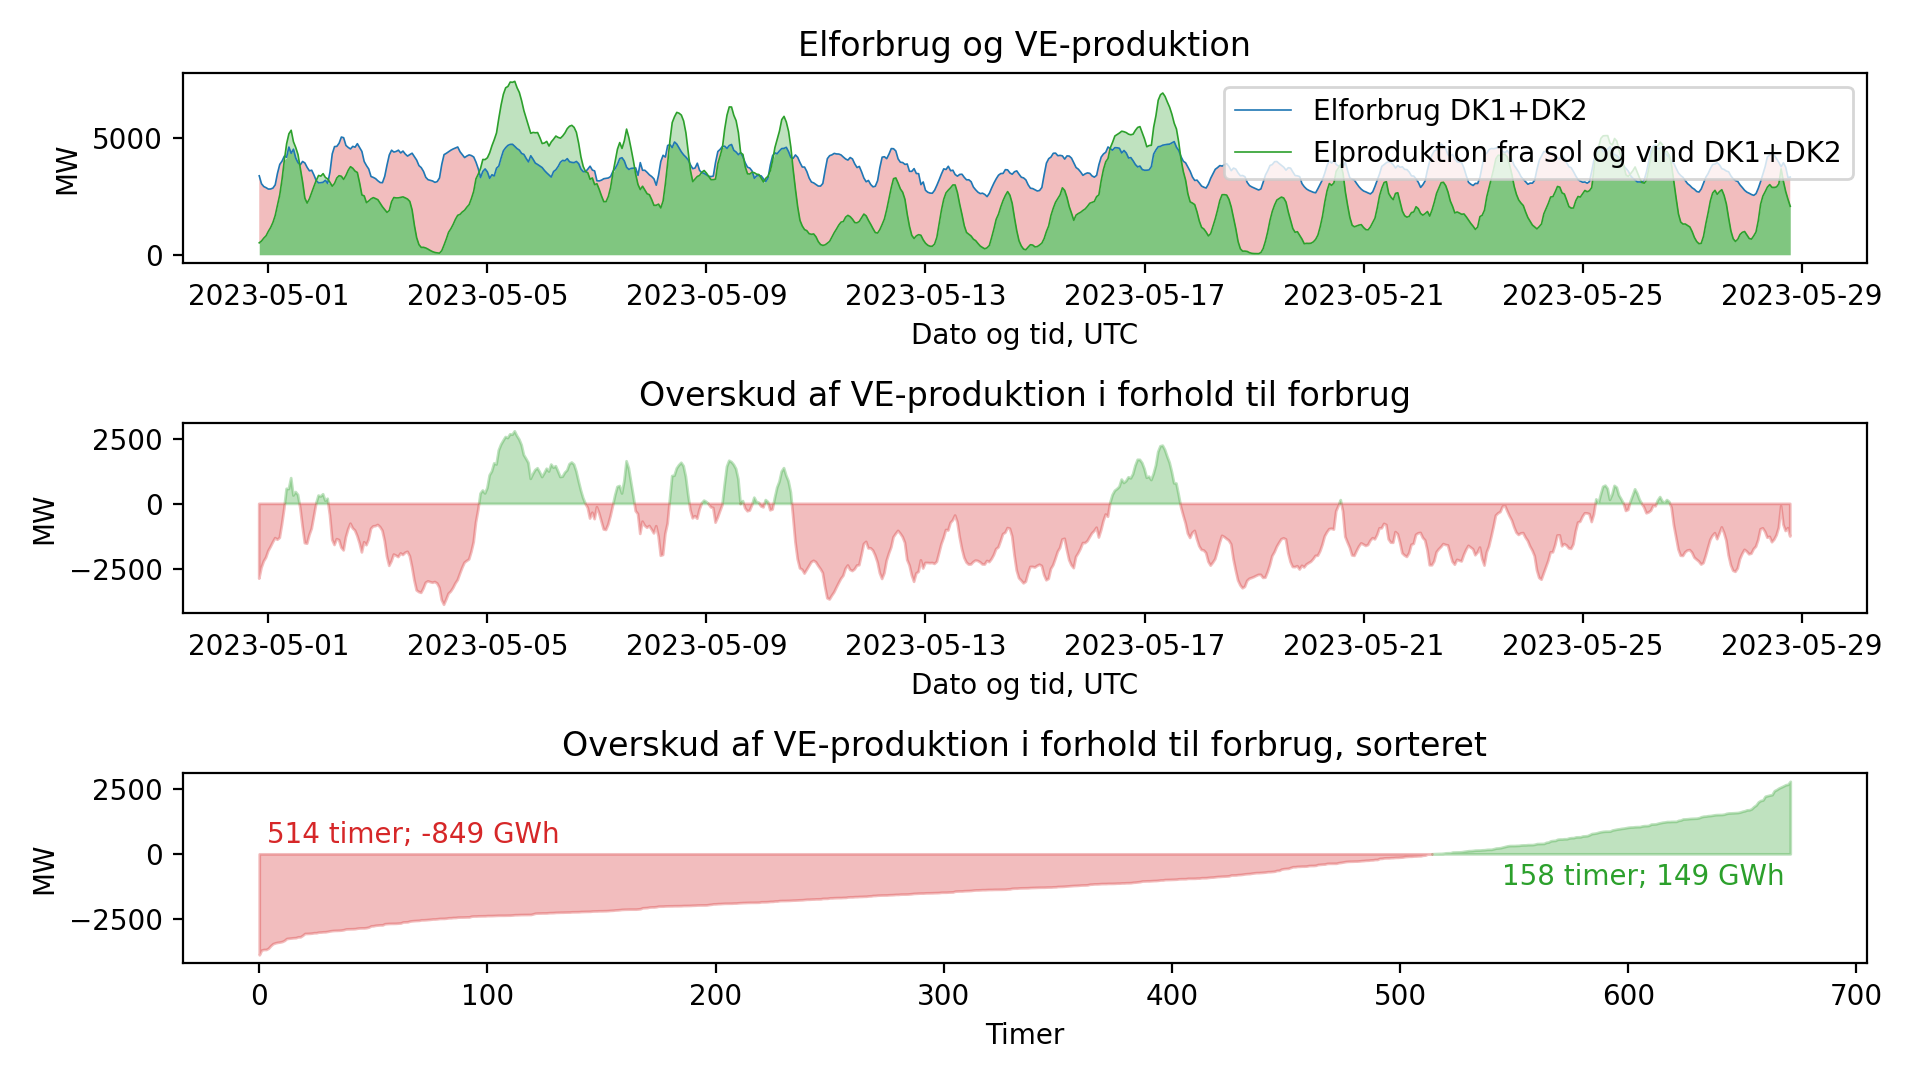 Elforbrug og VE-produktion
Elforbrug DK1+DK2
Elproduktion fra sol og vind DK1+DK2
MW
5000
0
2023-05-01 2023-05-05 2023-05-09 2023-05-13 2023-05-17 2023-05-21 2023-05-25 2023-05-29
Dato og tid, UTC
Overskud af VE-produktion i forhold til forbrug
MW
2500
0
−2500
2023-05-01 2023-05-05 2023-05-09 2023-05-13 2023-05-17 2023-05-21 2023-05-25 2023-05-29
Dato og tid, UTC
Overskud af VE-produktion i forhold til forbrug, sorteret
MW
2500
514 timer; -849 GWh
0
158 timer; 149 GWh
−2500
0 100 200 300 400 500 600 700
Timer